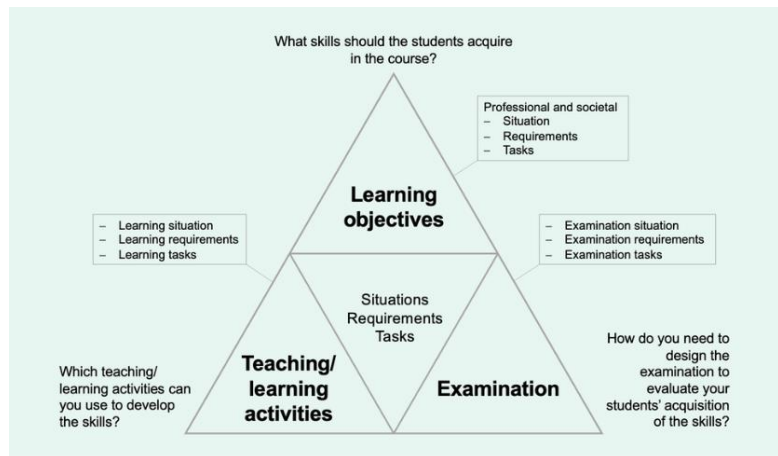 What skills should the students acquire
in the course?
Professional and societal
– Situation
– Requirements
– Tasks
Learning
objectives
– Learning situation
– Learning requirements
– Learning tasks
– Examination situation
– Examination requirements
– Examination tasks
Situations
Requirements
Tasks
Which teaching/
learning activities can
you use to develop
the skills?
Teaching/
learning
activities
Examination
How do you need to
design the
examination to
evaluate your
students’ acquisition
of the skills?